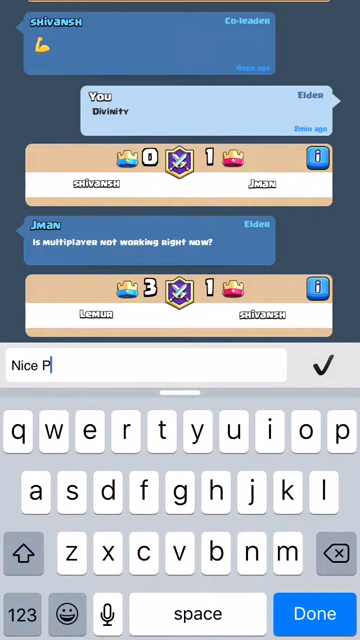 shivansh Co-leader
💪
4min ago
You Elder
Divinity
2min ago
0 1 i
shivansh Jman
Jman Elder
Is multiplayer not working right now?
3 1 i
Lemur shivansh
Nice P
q w e r t y u i o p
a s d f g h j k l
z x c v b n m
123 space Done